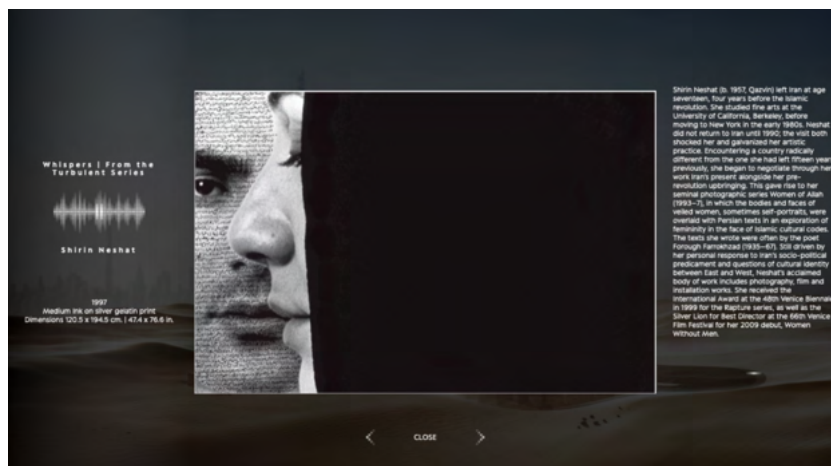 Whispers | From the
Turbulent Series
Shirin Neshat
1997
Medium Ink on silver gelatin print
Dimensions 120.5 x 194.5 cm. | 47.4 x 76.6 in.
Shirin Neshat (b. 1957, Qazvin) left Iran at age
seventeen, four years before the Islamic
revolution. She studied fine arts at the
University of California, Berkeley, before
moving to New York in the early 1980s. Neshat
did not return to Iran until 1990; the visit both
shocked her and galvanized her artistic
practice. Encountering a country radically
different from the one she had left fifteen year
previously, she began to negotiate through her
work Iran's present alongside her pre-
revolution upbringing. This gave rise to her
seminal photographic series Women of Allah
(1993–7), in which the bodies and faces of
veiled women, sometimes self-portraits, were
overlaid with Persian texts in an exploration of
femininity in the face of Islamic cultural codes.
The texts she wrote were often by the poet
Forough Farrokhzad (1935–67). Still driven by
her personal response to Iran's socio-political
predicament and questions of cultural identity
between East and West, Neshat's acclaimed
body of work includes photography, film and
installation works. She received the
International Award at the 48th Venice Biennal
in 1999 for the Rapture series, as well as the
Silver Lion for Best Director at the 66th Venice
Film Festival for her 2009 debut, Women
Without Men.
CLOSE